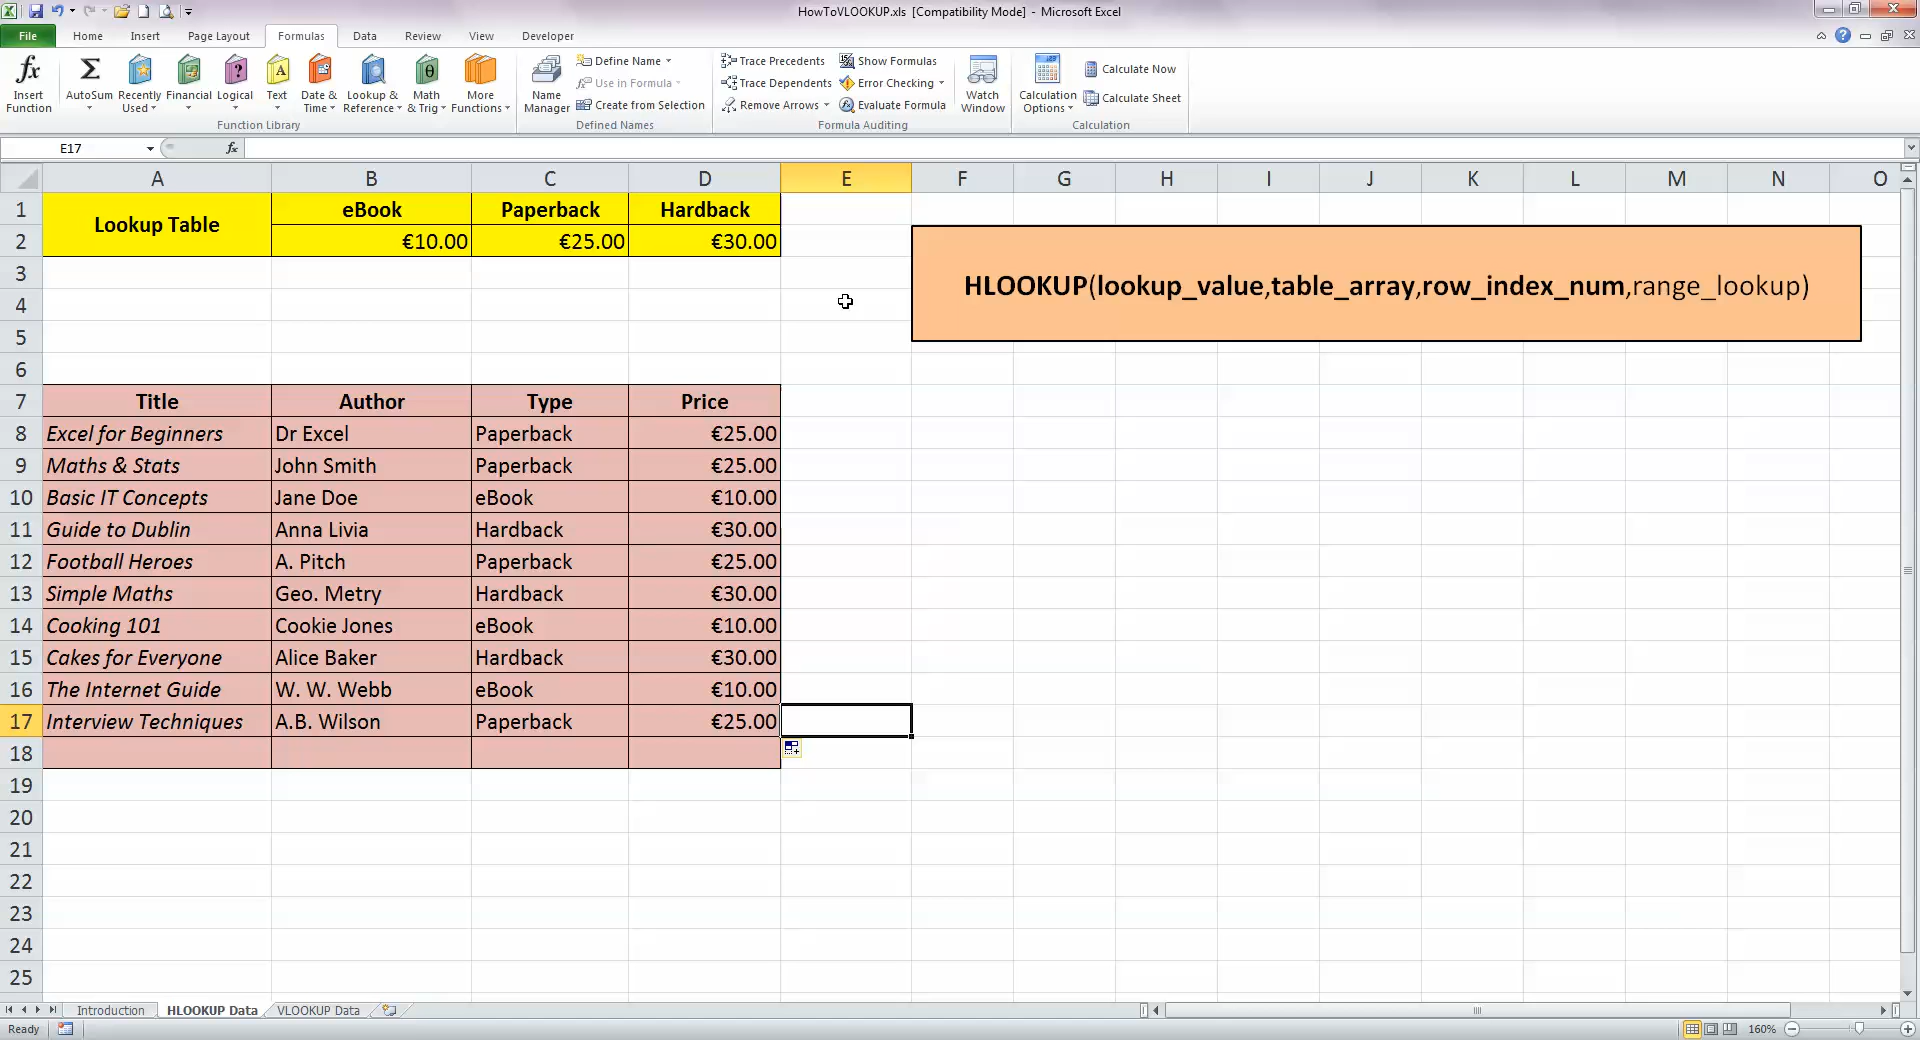 HowToVLOOKUP.xls [Compatibility Mode] - Microsoft Excel
File Home Insert Page Layout Formulas Data Review View Developer
Insert Function
AutoSum
Recently Used
Financial
Logical
Text
Date & Time
Lookup & Reference
Math & Trig
More Functions
Function Library
Name Manager
Define Name
Use in Formula
Create from Selection
Defined Names
Trace Precedents
Trace Dependents
Remove Arrows
Show Formulas
Error Checking
Evaluate Formula
Formula Auditing
Watch Window
Calculation Options
Calculate Now
Calculate Sheet
Calculation
E17 fx
A B C D E F G H I J K L M N O
1 Lookup Table eBook Paperback Hardback
2 €10.00 €25.00 €30.00
3
HLOOKUP(lookup_value,table_array,row_index_num,range_lookup)
4
5
6
7 Title Author Type Price
8 Excel for Beginners Dr Excel Paperback €25.00
9 Maths & Stats John Smith Paperback €25.00
10 Basic IT Concepts Jane Doe eBook €10.00
11 Guide to Dublin Anna Livia Hardback €30.00
12 Football Heroes A. Pitch Paperback €25.00
13 Simple Maths Geo. Metry Hardback €30.00
14 Cooking 101 Cookie Jones eBook €10.00
15 Cakes for Everyone Alice Baker Hardback €30.00
16 The Internet Guide W. W. Webb eBook €10.00
17 Interview Techniques A.B. Wilson Paperback €25.00
18
19
20
21
22
23
24
25
Introduction HLOOKUP Data VLOOKUP Data
Ready 160%